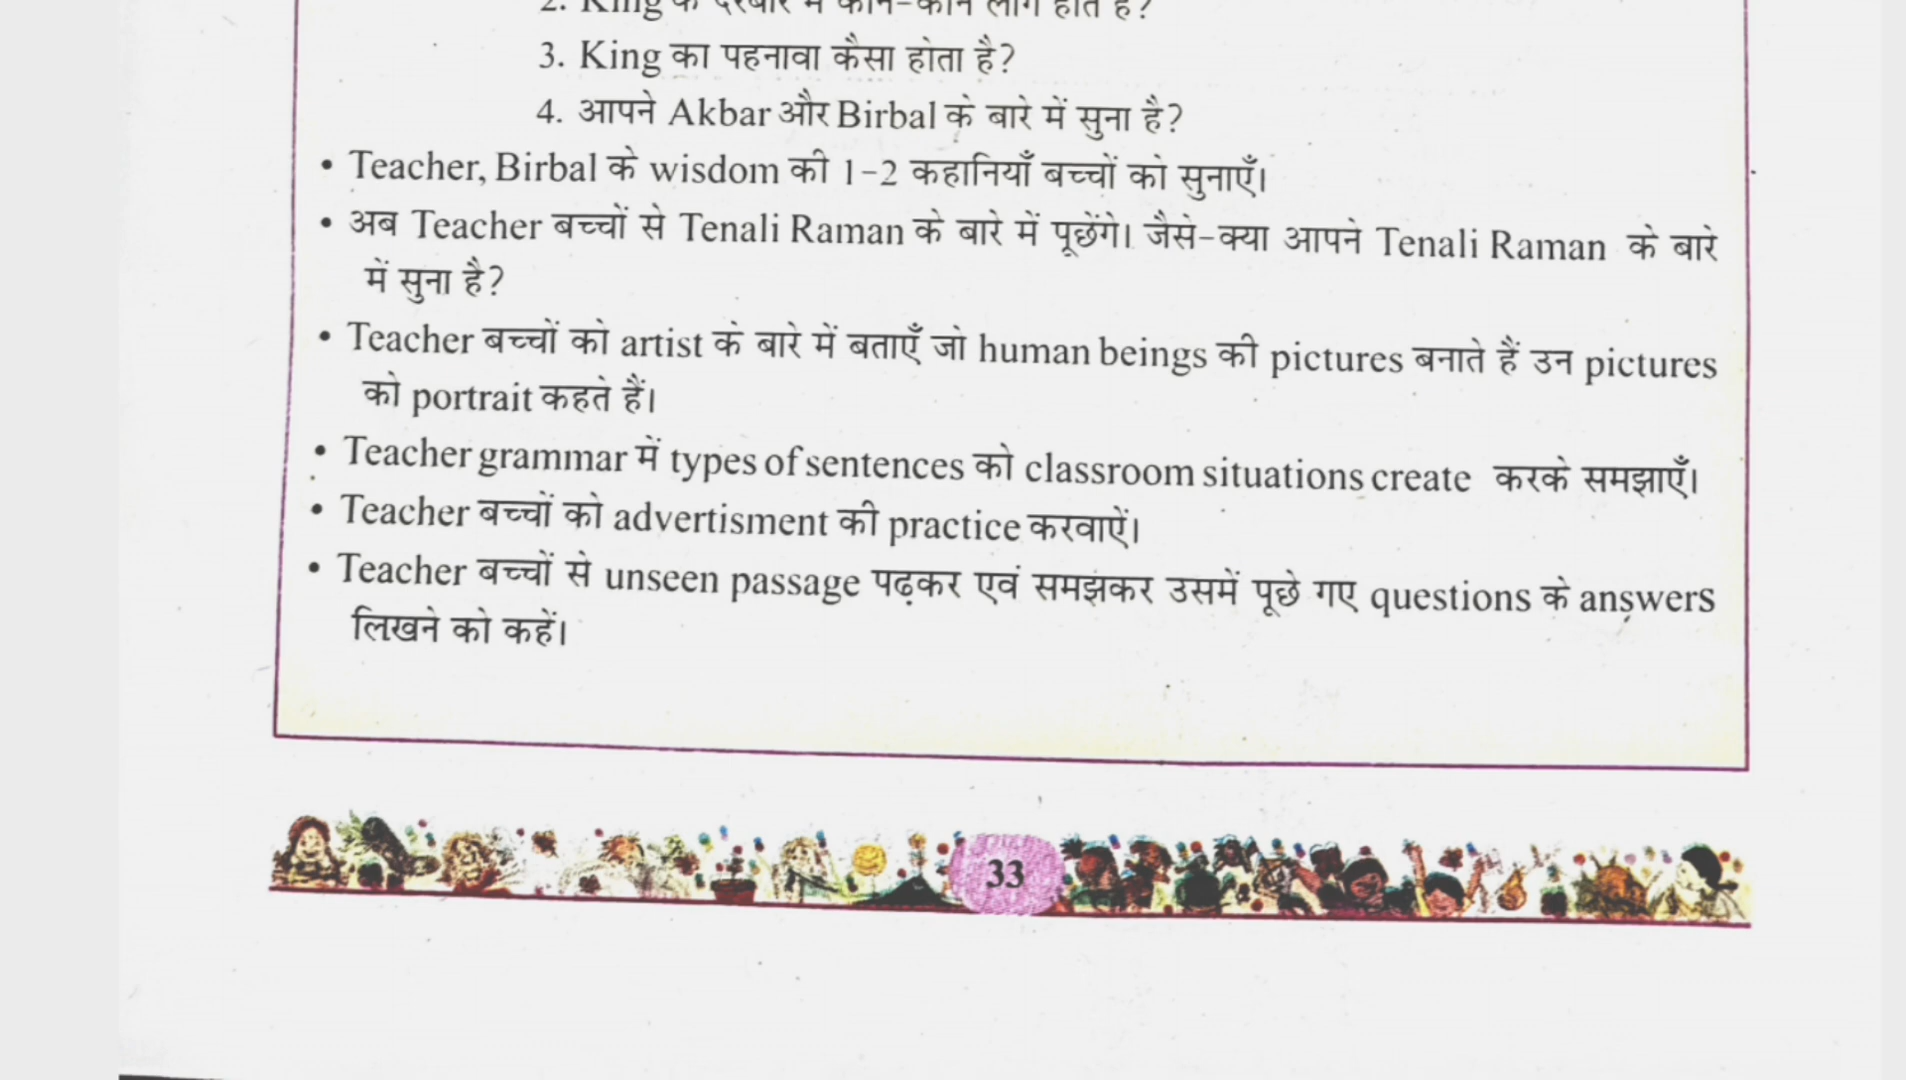 2. King के दरबार में कौन-कौन लोग होते हैं?
3. King का पहनावा कैसा होता है?
4. आपने Akbar और Birbal के बारे में सुना है?
• Teacher, Birbal के wisdom की 1-2 कहानियाँ बच्चों को सुनाएँ।
• अब Teacher बच्चों से Tenali Raman के बारे में पूछेंगे। जैसे-क्या आपने Tenali Raman के बारे
में सुना है?
• Teacher बच्चों को artist के बारे में बताएँ जो human beings की pictures बनाते हैं उन pictures
को portrait कहते हैं।
• Teacher grammar में types of sentences को classroom situations create करके समझाएँ।
• Teacher बच्चों को advertisment की practice करवाऐं।
• Teacher बच्चों से unseen passage पढ़कर एवं समझकर उसमें पूछे गए questions के answers
लिखने को कहें।
33